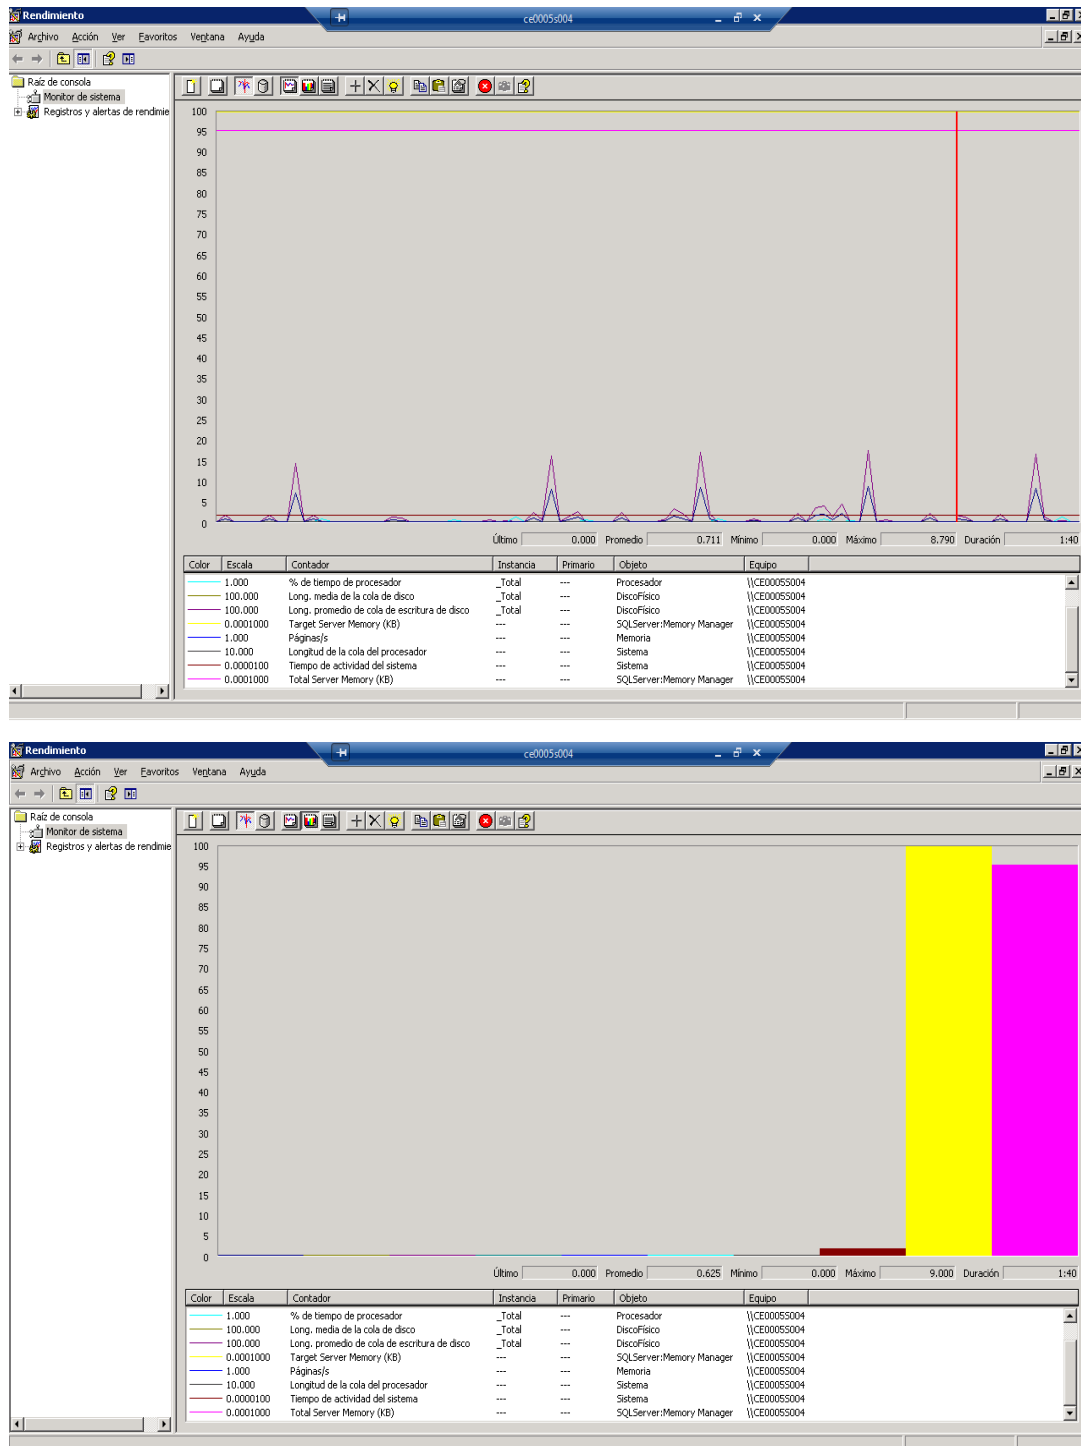 Rendimiento
ce0005s004
Archivo Acción Ver Favoritos Ventana Ayuda
Raíz de consola
Monitor de sistema
Registros y alertas de rendimie
100
95
90
85
80
75
70
65
60
55
50
45
40
35
30
25
20
15
10
5
0
Último 0.000 Promedio 0.711 Mínimo 0.000 Máximo 8.790 Duración 1:40
Color Escala Contador Instancia Primario Objeto Equipo
1.000 % de tiempo de procesador _Total --- Procesador \\CE0005S004
100.000 Long. media de la cola de disco _Total --- DiscoFísico \\CE0005S004
100.000 Long. promedio de cola de escritura de disco _Total --- DiscoFísico \\CE0005S004
0.0001000 Target Server Memory (KB) --- --- SQLServer:Memory Manager \\CE0005S004
1.000 Páginas/s --- --- Memoria \\CE0005S004
10.000 Longitud de la cola del procesador --- --- Sistema \\CE0005S004
0.0000100 Tiempo de actividad del sistema --- --- Sistema \\CE0005S004
0.0001000 Total Server Memory (KB) --- --- SQLServer:Memory Manager \\CE0005S004
Rendimiento
ce0005s004
Archivo Acción Ver Favoritos Ventana Ayuda
Raíz de consola
Monitor de sistema
Registros y alertas de rendimie
100
95
90
85
80
75
70
65
60
55
50
45
40
35
30
25
20
15
10
5
0
Último 0.000 Promedio 0.625 Mínimo 0.000 Máximo 9.000 Duración 1:40
Color Escala Contador Instancia Primario Objeto Equipo
1.000 % de tiempo de procesador _Total --- Procesador \\CE0005S004
100.000 Long. media de la cola de disco _Total --- DiscoFísico \\CE0005S004
100.000 Long. promedio de cola de escritura de disco _Total --- DiscoFísico \\CE0005S004
0.0001000 Target Server Memory (KB) --- --- SQLServer:Memory Manager \\CE0005S004
1.000 Páginas/s --- --- Memoria \\CE0005S004
10.000 Longitud de la cola del procesador --- --- Sistema \\CE0005S004
0.0000100 Tiempo de actividad del sistema --- --- Sistema \\CE0005S004
0.0001000 Total Server Memory (KB) --- --- SQLServer:Memory Manager \\CE0005S004